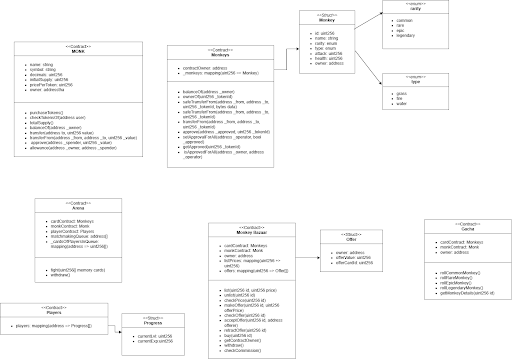 <<Contract>>
MONK
name: string
symbol: string
decimals: uint256
initialSupply: uint256
pricePerToken: uint256
owner: address
purchaseTokens()
checkTokensOf(address user)
totalSupply()
balanceOf(address _owner)
transfer(address to, uint256 value)
transferFrom(address _from, address _to, uint256 _value)
approve(address _spender, uint256 _value)
allowance(address _owner, address _spender)
<<Contract>>
Monkeys
contractOwner: address
_monkeys: mapping(uint256 => Monkey)
balanceOf(address _owner)
ownerOf(uint256 _tokenId)
safeTransferFrom(address _from, address _to,
uint256 _tokenId, bytes data)
safeTransferFrom(address _from, address _to,
uint256 _tokenId)
transferFrom(address _from, address _to,
uint256 _tokenId)
approve(address _approved, uint256 _tokenId)
setApprovalForAll(address _operator, bool
_approved)
getApproved(uint256 _tokenId)
isApprovedForAll(address _owner, address
_operator)
<<Struct>>
Monkey
id: uint256
name: string
rarity: enum
type: enum
attack: uint256
health: uint256
owner: address
<<enum>>
rarity
common
rare
epic
legendary
<<enum>>
type
grass
fire
water
<<Contract>>
Arena
cardContract: Monkeys
monkContract: Monk
playerContract: Players
matchmakingQueue: address[]
_cardsOfPlayersInQueue:
mapping(address => uint256[])
fight(uint256[] memory cards)
withdraw()
<<Contract>>
Players
players: mapping(address => Progress[])
<<Struct>>
Progress
currentLvl: uint256
currentExp: uint256
<<Contract>>
Monkey Bazaar
cardContract: Monkeys
monkContract: Monk
owner: address
listPrices: mapping(uint256 =>
uint256)
offers: mapping(uint256 => Offer[])
list(uint256 id, uint256 price)
unlist(uint256 id)
checkPrice(uint256 id)
makeOffer(uint256 id, uint256
offerPrice)
checkOffer(uint256 id)
acceptOffer(uint256 id, address
offerer)
retractOffer(uint256 id)
buy(uint256 id)
getContractOwner()
withdraw()
checkCommission()
<<Struct>>
Offer
owner: address
offerValue: uint256
offerCardId: uint256
<<Contract>>
Gacha
cardContract: Monkeys
monkContract: Monk
owner: address
rollCommonMonkey()
rollRareMonkey()
rollEpicMonkey()
rollLegendaryMonkey()
getMonkeyDetails(uint256 id)